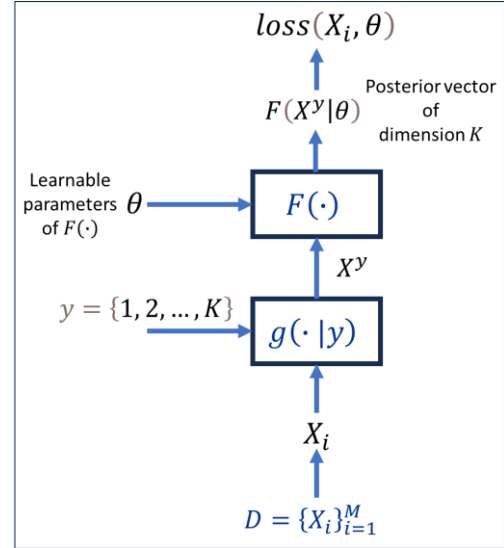 loss(X_i, θ)
F(X^y|θ)
Posterior vector
of
dimension K
Learnable
parameters θ
of F(·)
F(·)
X^y
y = {1, 2, ..., K}
g(· |y)
X_i
D = {X_i}_{i=1}^M